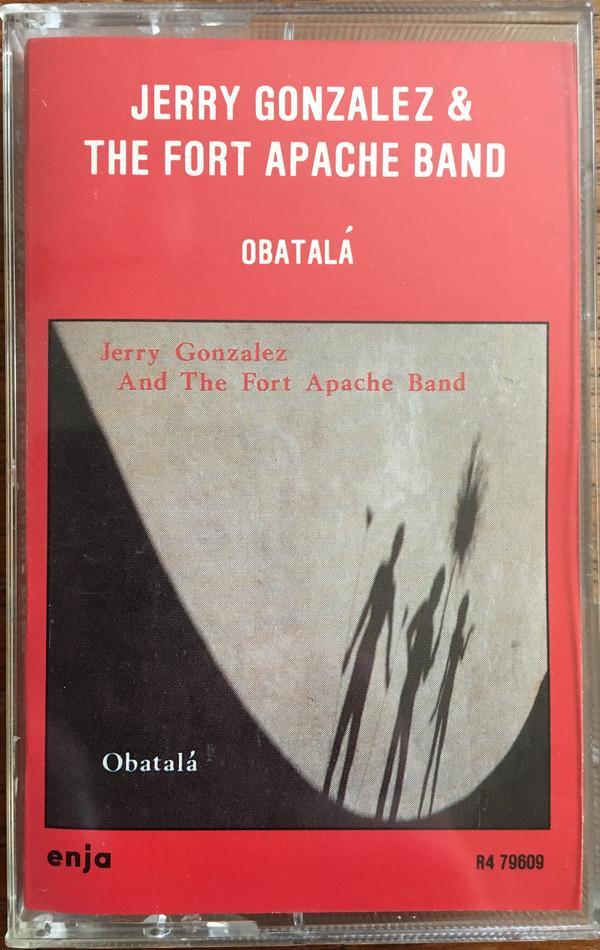 JERRY GONZALEZ &
THE FORT APACHE BAND
OBATALÁ
Jerry Gonzalez
And The Fort Apache Band
Obatalá
enja
R4 79609